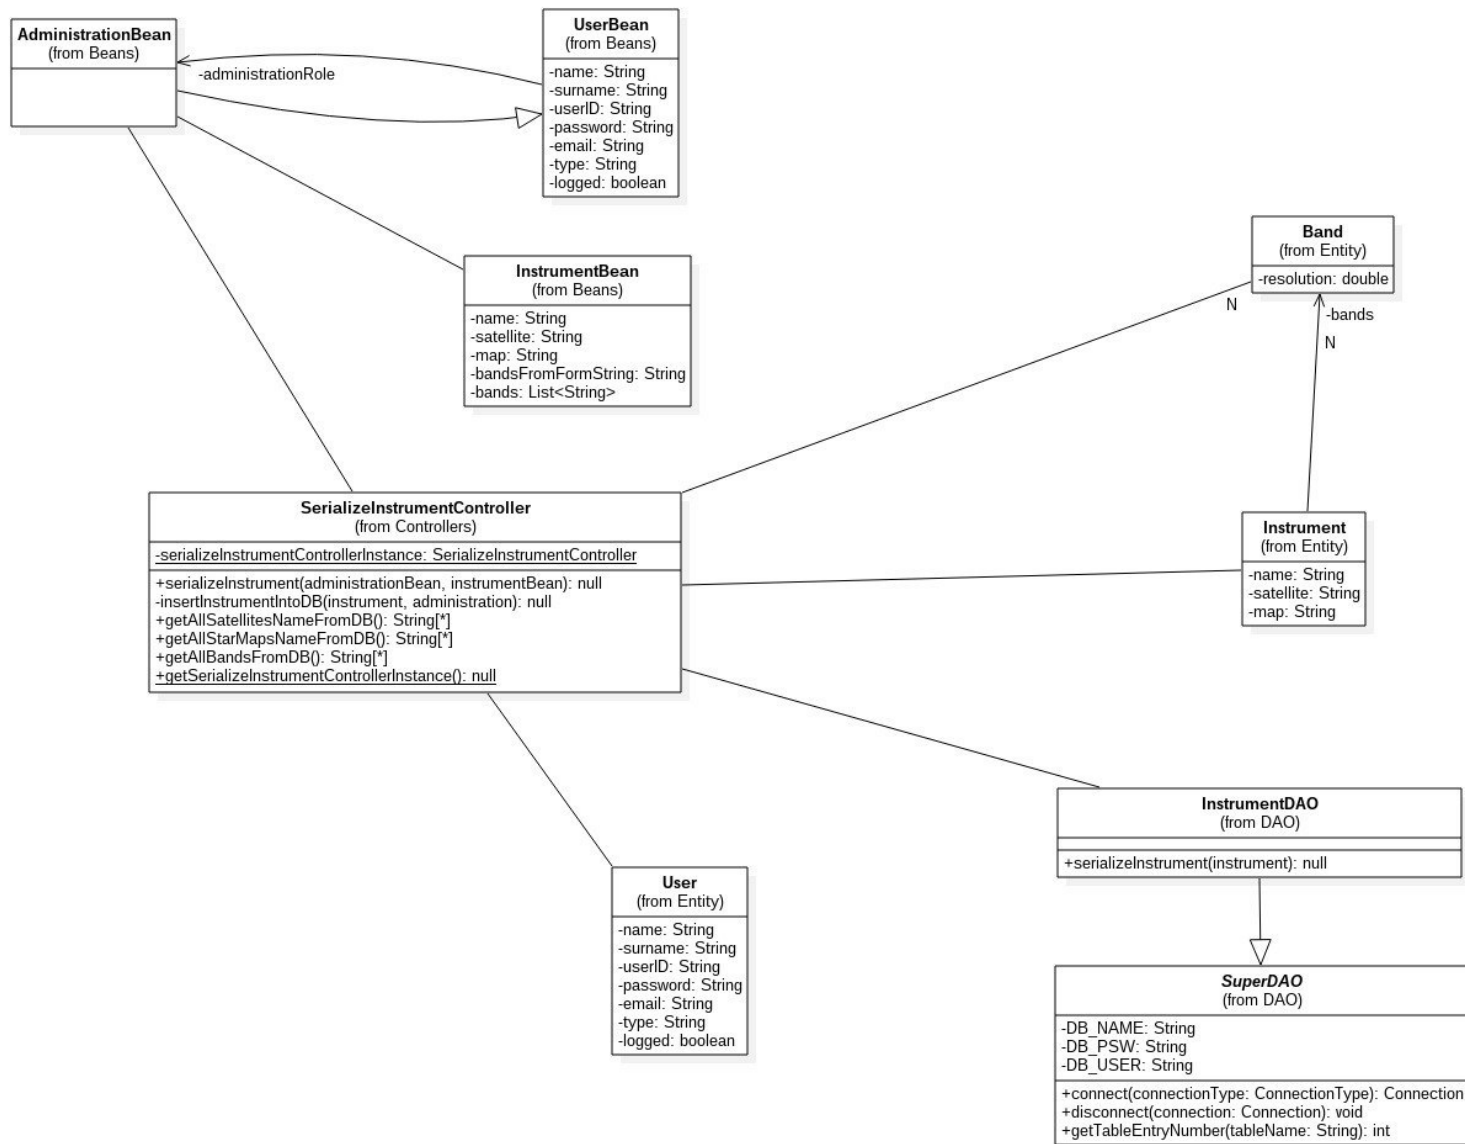 AdministrationBean
(from Beans)
-administrationRole
UserBean
(from Beans)
-name: String
-surname: String
-userID: String
-password: String
-email: String
-type: String
-logged: boolean
InstrumentBean
(from Beans)
-name: String
-satellite: String
-map: String
-bandsFromFormString: String
-bands: List<String>
Band
(from Entity)
-resolution: double
N
-bands
N
SerializeInstrumentController
(from Controllers)
-serializeInstrumentControllerInstance: SerializeInstrumentController
+serializeInstrument(administrationBean, instrumentBean): null
-insertInstrumentIntoDB(instrument, administration): null
+getAllSatellitesNameFromDB(): String[*]
+getAllStarMapsNameFromDB(): String[*]
+getAllBandsFromDB(): String[*]
+getSerializeInstrumentControllerInstance(): null
Instrument
(from Entity)
-name: String
-satellite: String
-map: String
InstrumentDAO
(from DAO)
+serializeInstrument(instrument): null
User
(from Entity)
-name: String
-surname: String
-userID: String
-password: String
-email: String
-type: String
-logged: boolean
SuperDAO
(from DAO)
-DB_NAME: String
-DB_PSW: String
-DB_USER: String
+connect(connectionType: ConnectionType): Connection
+disconnect(connection: Connection): void
+getTableEntryNumber(tableName: String): int